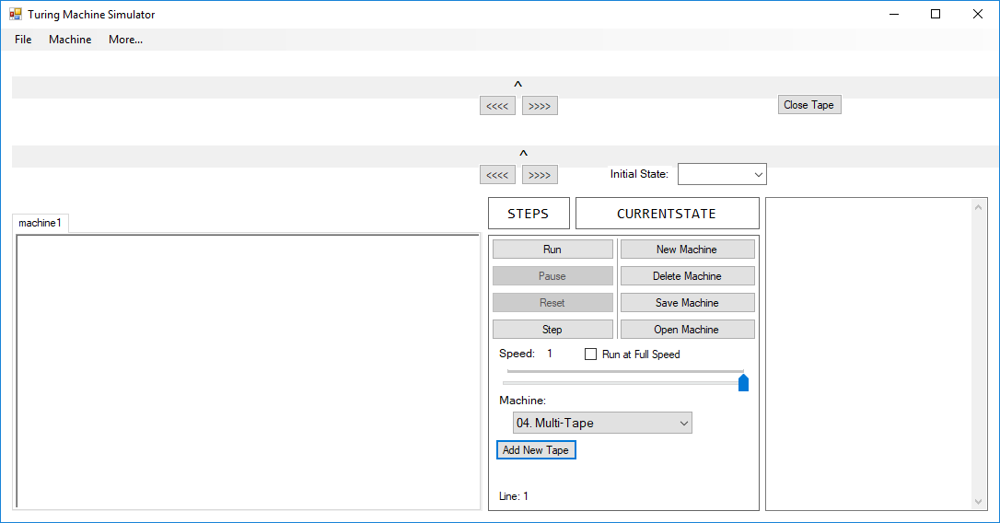 Turing Machine Simulator
File Machine More...
^
<<<< >>>> Close Tape
^
<<<< >>>> Initial State:
STEPS CURRENTSTATE
machine1
Run New Machine
Pause Delete Machine
Reset Save Machine
Step Open Machine
Speed: 1 Run at Full Speed
Machine:
04. Multi-Tape
Add New Tape
Line: 1